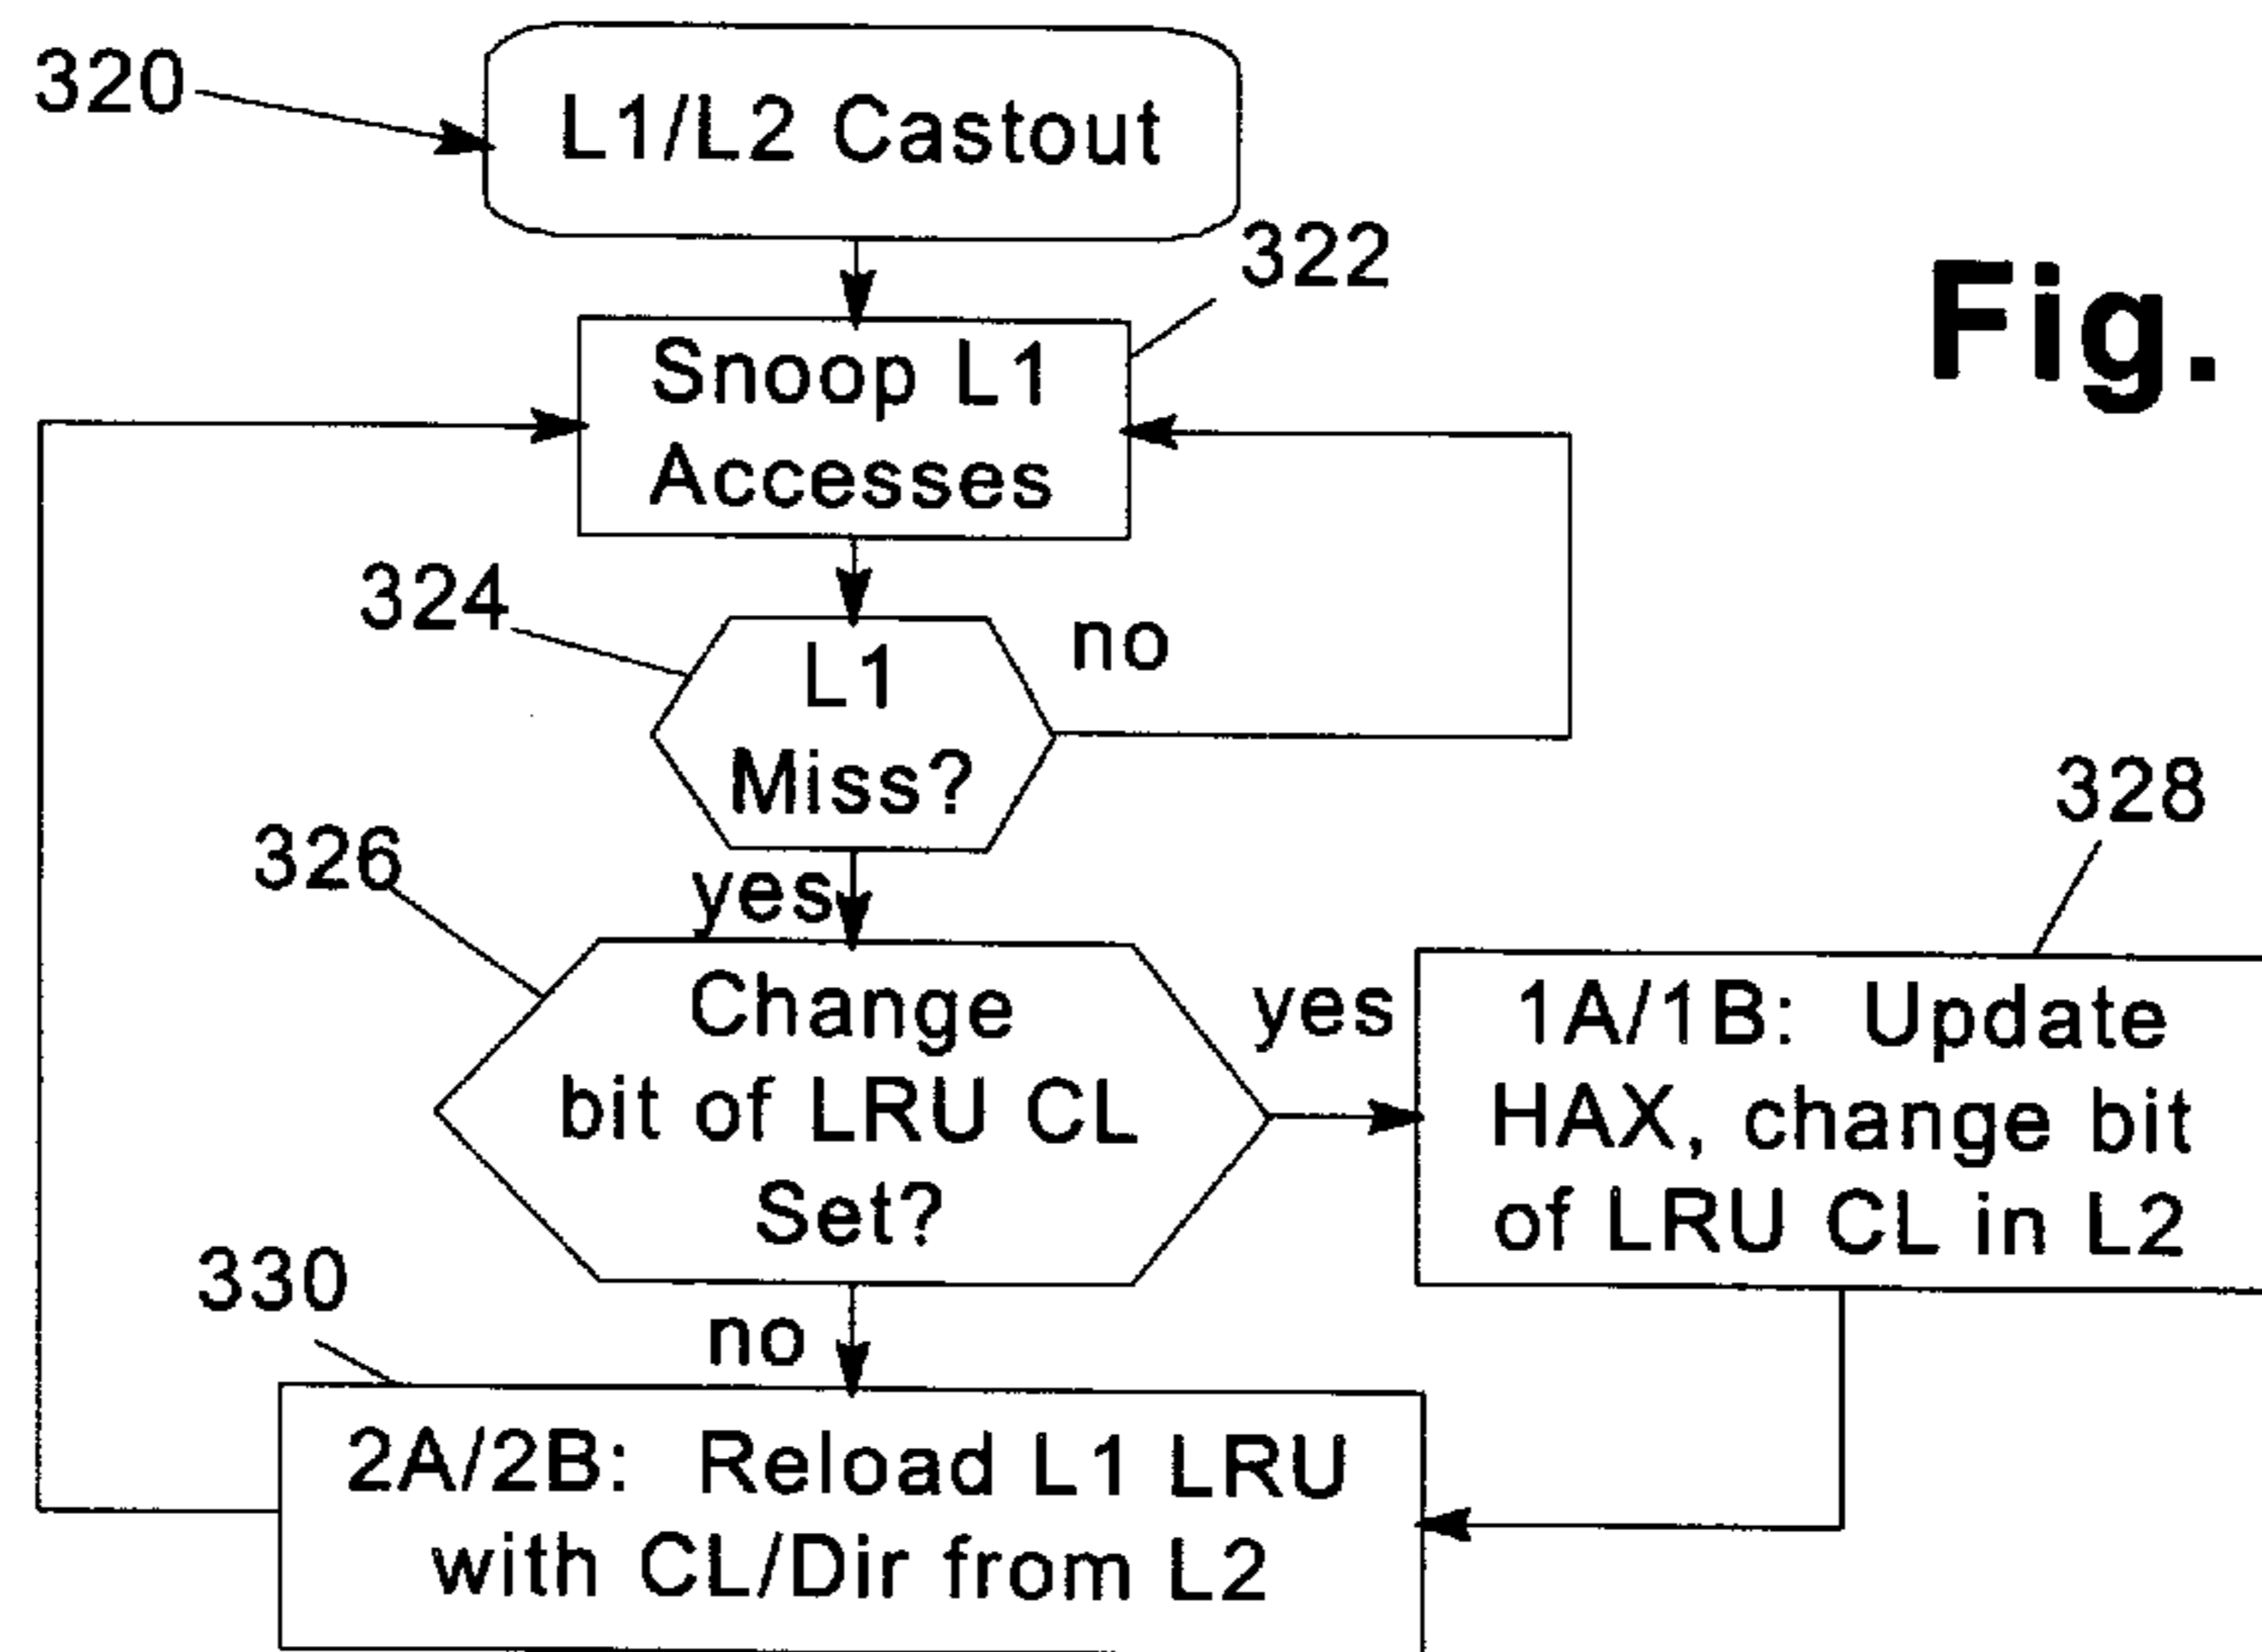 320
L1/L2 Castout
322
Fig.
Snoop L1
Accesses
324
L1
Miss?
no
yes
326
Change
bit of LRU CL
Set?
yes
328
1A/1B: Update
HAX, change bit
of LRU CL in L2
no
330
2A/2B: Reload L1 LRU
with CL/Dir from L2